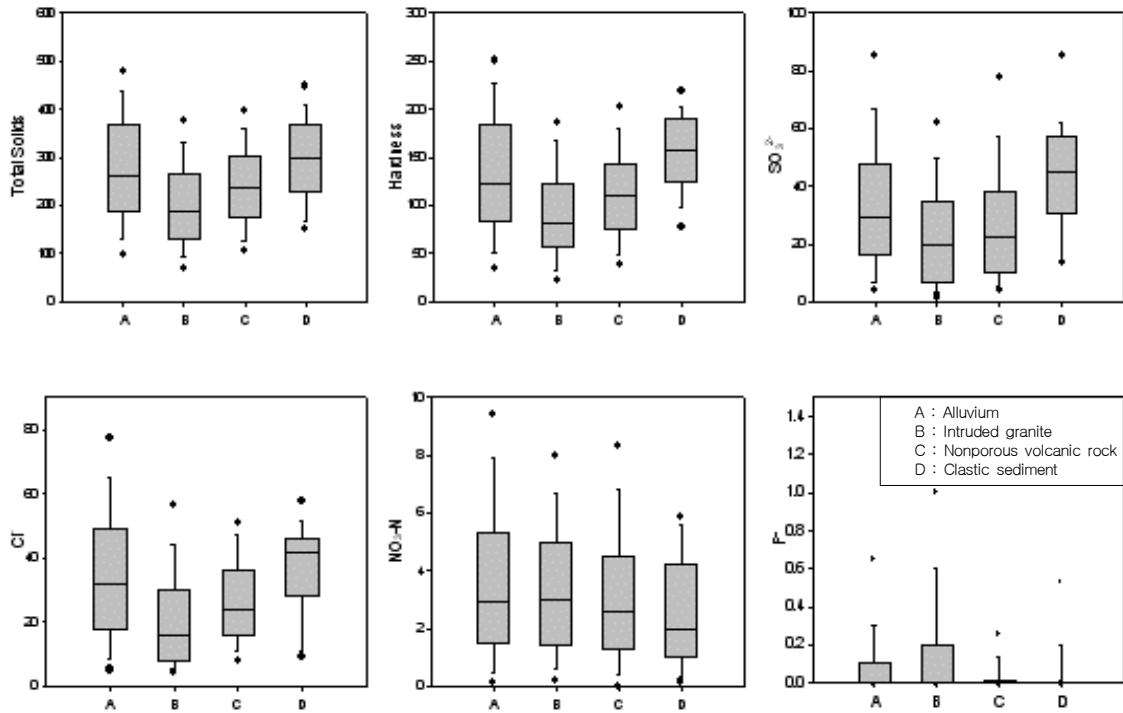 600
500
400
300
200
100
0
Total Solids
A B C D
300
250
200
150
100
50
0
Hardness
A B C D
100
80
60
40
20
0
A B C D
80
60
40
20
0
Cl⁻
A B C D
10
8
6
4
2
0
NO₃-N
A B C D
1.4
1.2
1.0
0.8
0.6
0.4
0.2
0.0
F⁻
A B C D
A : Alluvium
B : Intruded granite
C : Nonporous volcanic rock
D : Clastic sediment